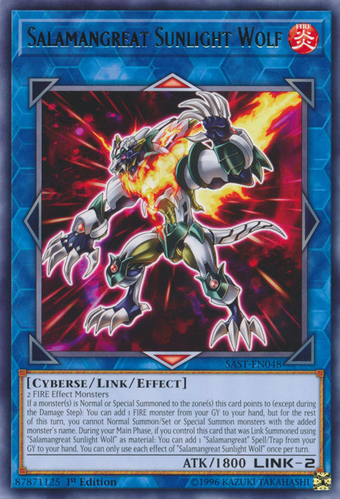 SALAMANGREAT SUNLIGHT WOLF
FIRE
炎
SAST-EN048
[CYBERSE/LINK/EFFECT]
2 FIRE Effect Monsters
If a monster(s) is Normal or Special Summoned to the zone(s) this card points to (except during
the Damage Step): You can add 1 FIRE monster from your GY to your hand, but for the rest of
this turn, you cannot Normal Summon/Set or Special Summon monsters with the added
monster's name. During your Main Phase, if you control this card that was Link Summoned using
"Salamangreat Sunlight Wolf" as material: You can add 1 "Salamangreat" Spell/Trap from your
GY to your hand. You can only use each effect of "Salamangreat Sunlight Wolf" once per turn.
ATK/1800 LINK-2
87871125 1st Edition ©1996 KAZUKI TAKAHASHI